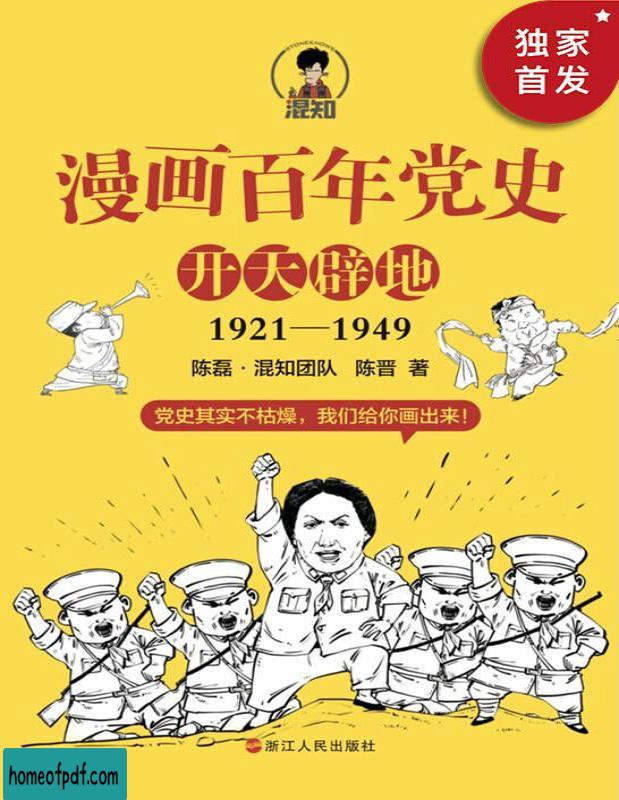 独家
首发
STONEKNOWS
混知
漫画百年党史
开天辟地
1921—1949
陈磊·混知团队 陈晋 著
党史其实不枯燥，我们给你画出来！
浙江人民出版社
homeofpdf.com